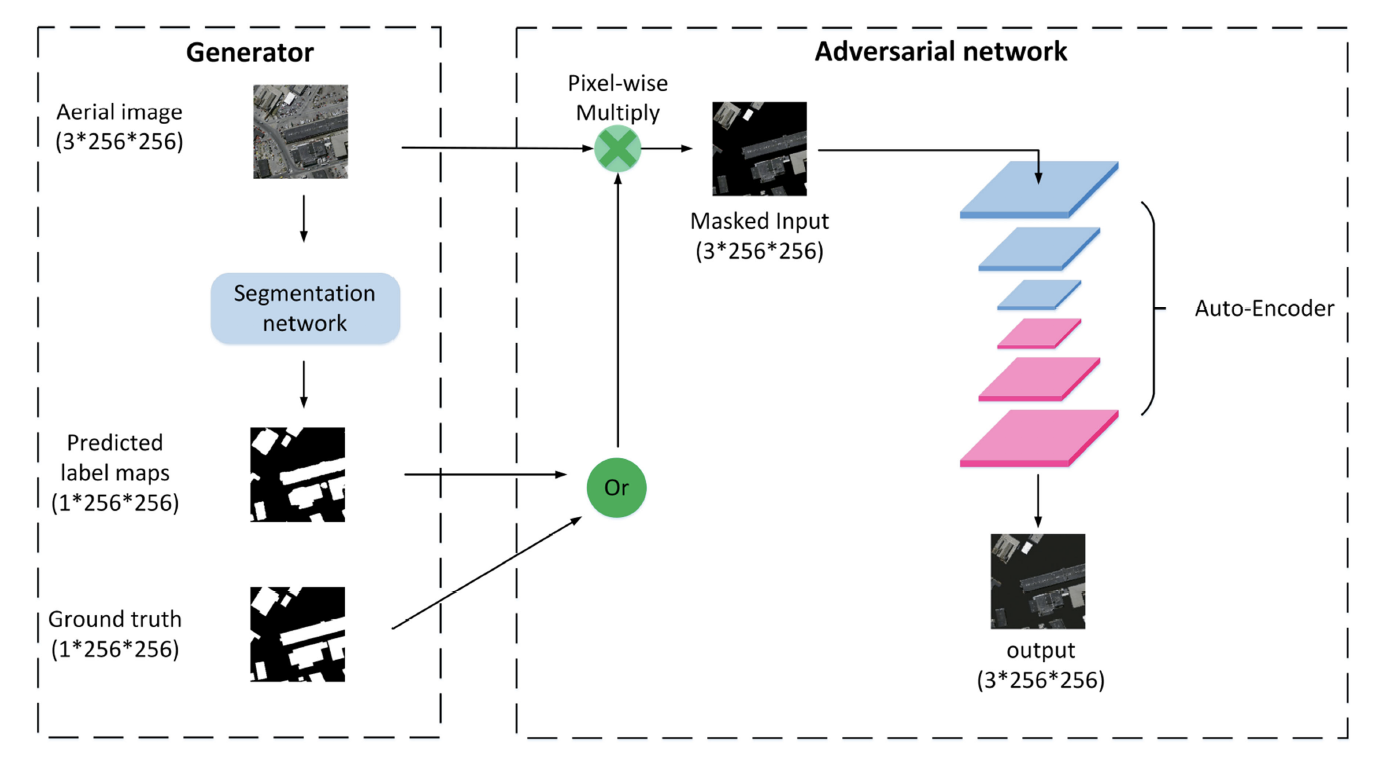 Generator
Aerial image
(3*256*256)
Segmentation
network
Predicted
label maps
(1*256*256)
Ground truth
(1*256*256)
Adversarial network
Pixel-wise
Multiply
Or
Masked Input
(3*256*256)
Auto-Encoder
output
(3*256*256)